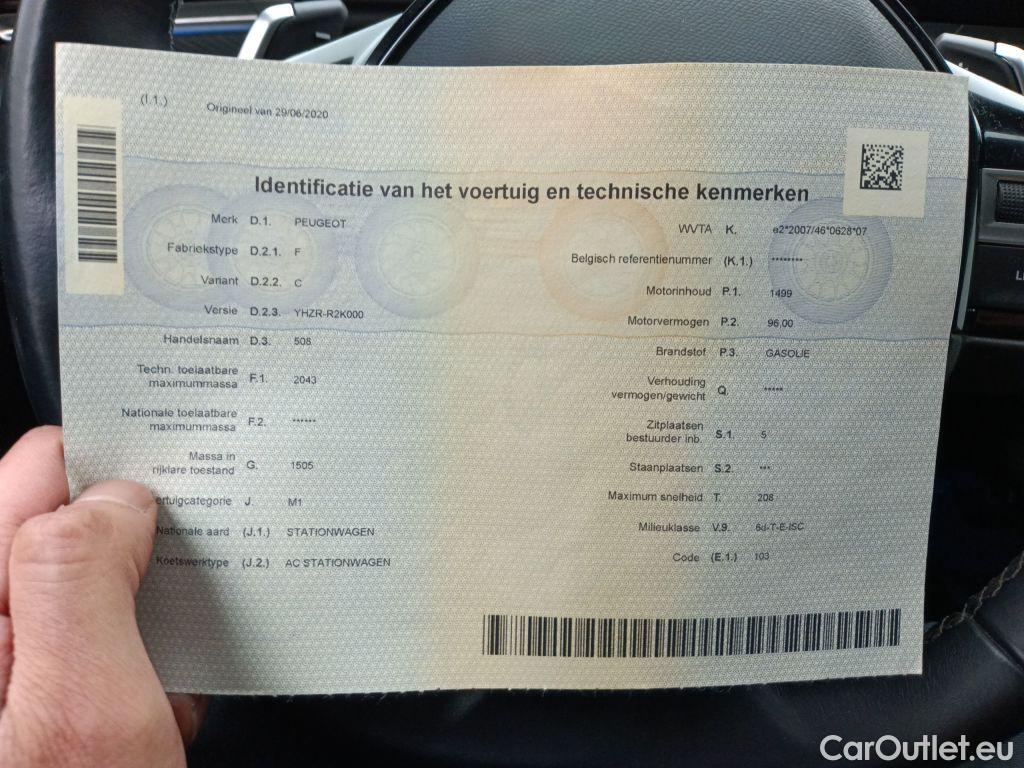 (I.1.) Origineel van 29/06/2020
Identificatie van het voertuig en technische kenmerken
Merk D.1. PEUGEOT
Fabriekstype D.2.1. F
Variant D.2.2. C
Versie D.2.3. YHZR-R2K000
Handelsnaam D.3. 508
Techn. toelaatbare
maximummassa F.1. 2043
Nationale toelaatbare
maximummassa F.2. ******
Massa in
rijklare toestand G. 1505
ertuigcategorie J. M1
Nationale aard (J.1.) STATIONWAGEN
Koetswerktype (J.2.) AC STATIONWAGEN
WVTA K. e2*2007/46*0628*07
Belgisch referentienummer (K.1.) ********
Motorinhoud P.1. 1499
Motorvermogen P.2. 96,00
Brandstof P.3. GASOLIE
Verhouding
vermogen/gewicht Q. *****
Zitplaatsen
bestuurder inb. S.1. 5
Staanplaatsen S.2. ***
Maximum snelheid T. 208
Milieuklasse V.9. 6d-T-E-ISC
Code (E.1.) 103
LI
CarOutlet.eu